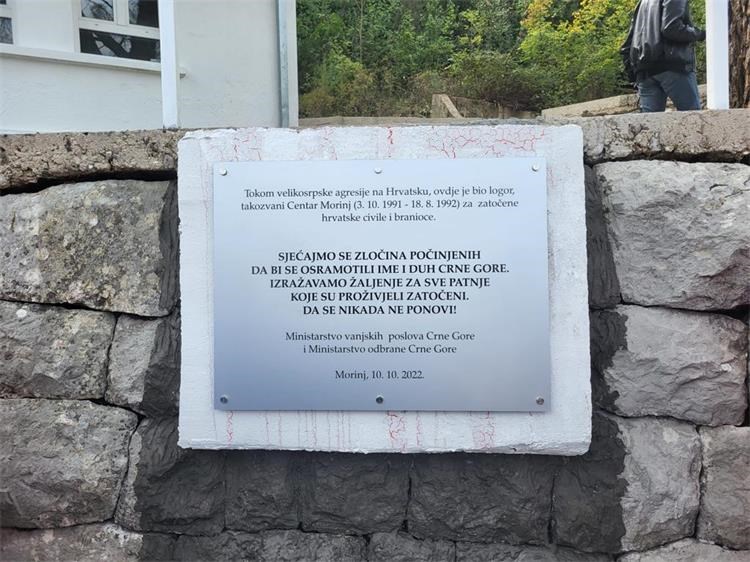 Tokom velikosrpske agresije na Hrvatsku, ovdje je bio logor,
takozvani Centar Morinj (3. 10. 1991 - 18. 8. 1992) za zatočene
hrvatske civile i branioce.
SJEĆAJMO SE ZLOČINA POČINJENIH
DA BI SE OSRAMOTILI IME I DUH CRNE GORE.
IZRAŽAVAMO ŽALJENJE ZA SVE PATNJE
KOJE SU PROŽIVJELI ZATOČENI.
DA SE NIKADA NE PONOVI!
Ministarstvo vanjskih poslova Crne Gore
i Ministarstvo odbrane Crne Gore
Morinj, 10. 10. 2022.